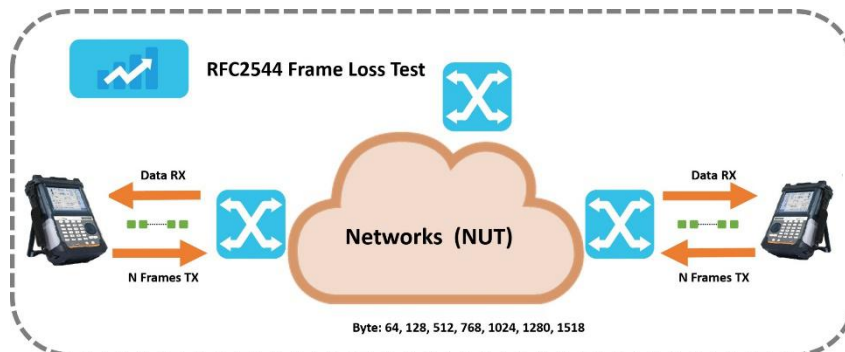 RFC2544 Frame Loss Test
Data RX
Data RX
Networks (NUT)
N Frames TX
N Frames TX
Byte: 64, 128, 512, 768, 1024, 1280, 1518